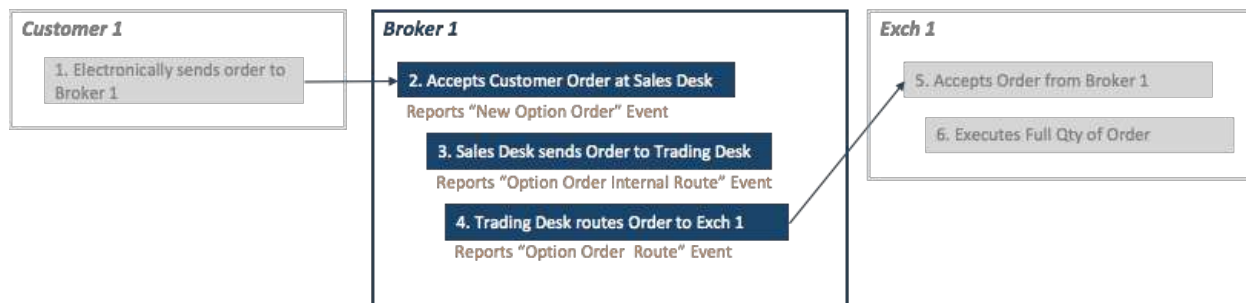 Customer 1
1. Electronically sends order to
Broker 1
Broker 1
2. Accepts Customer Order at Sales Desk
Reports “New Option Order” Event
3. Sales Desk sends Order to Trading Desk
Reports “Option Order Internal Route” Event
4. Trading Desk routes Order to Exch 1
Reports “Option Order Route” Event
Exch 1
5. Accepts Order from Broker 1
6. Executes Full Qty of Order